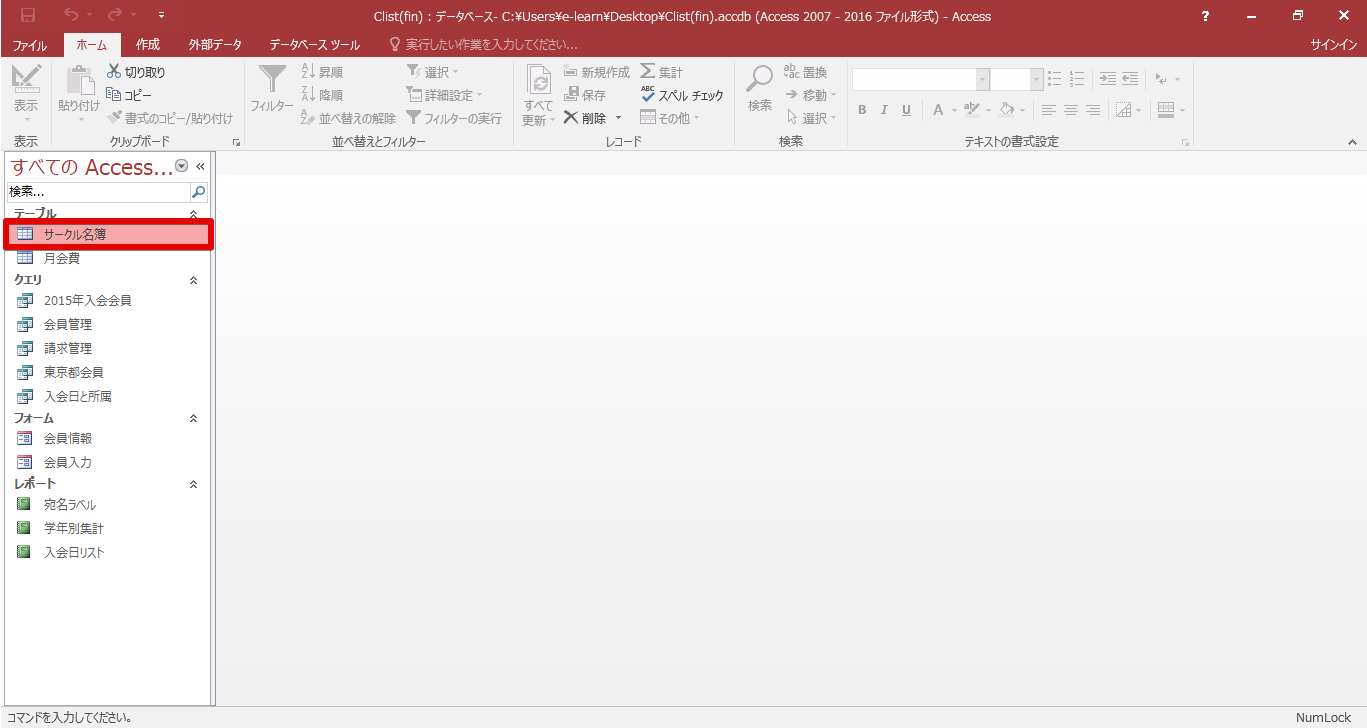 Clist(fin) : データベース- C:¥Users¥e-learn¥Desktop¥Clist(fin).accdb (Access 2007 - 2016 ファイル形式) - Access
?
ファイル ホーム 作成 外部データ データベース ツール 実行したい作業を入力してください... サインイン
切り取り
コピー
書式のコピー/貼り付け
表示
貼り付け
フィルター
昇順
降順
並べ替えの解除
選択
詳細設定
フィルターの実行
すべて
更新
新規作成
保存
削除
集計
スペル チェック
その他
検索
置換
移動
選択
B I U A
表示 クリップボード 並べ替えとフィルター レコード 検索 テキストの書式設定
すべての Access...
検索...
テーブル
サークル名簿
月会費
クエリ
2015年入会会員
会員管理
請求管理
東京都会員
入会日と所属
フォーム
会員情報
会員入力
レポート
宛名ラベル
学年別集計
入会日リスト
コマンドを入力してください。 NumLock